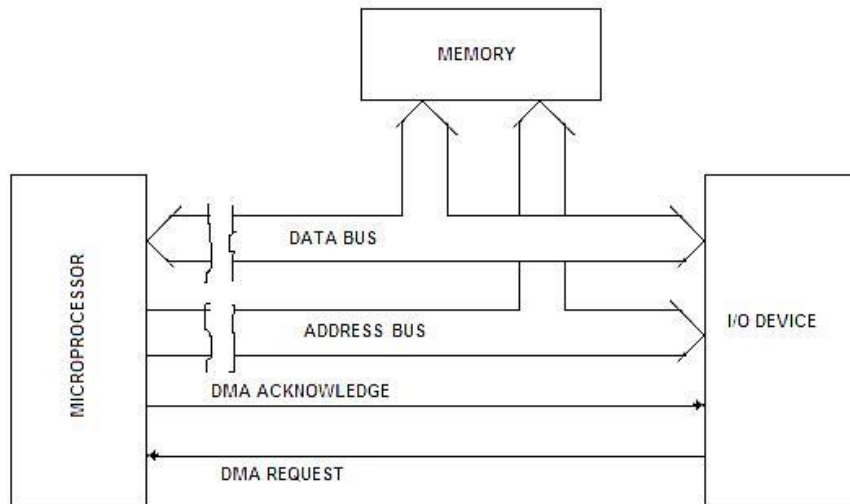 MEMORY
MICROPROCESSOR
DATA BUS
ADDRESS BUS
I/O DEVICE
DMA ACKNOWLEDGE
DMA REQUEST